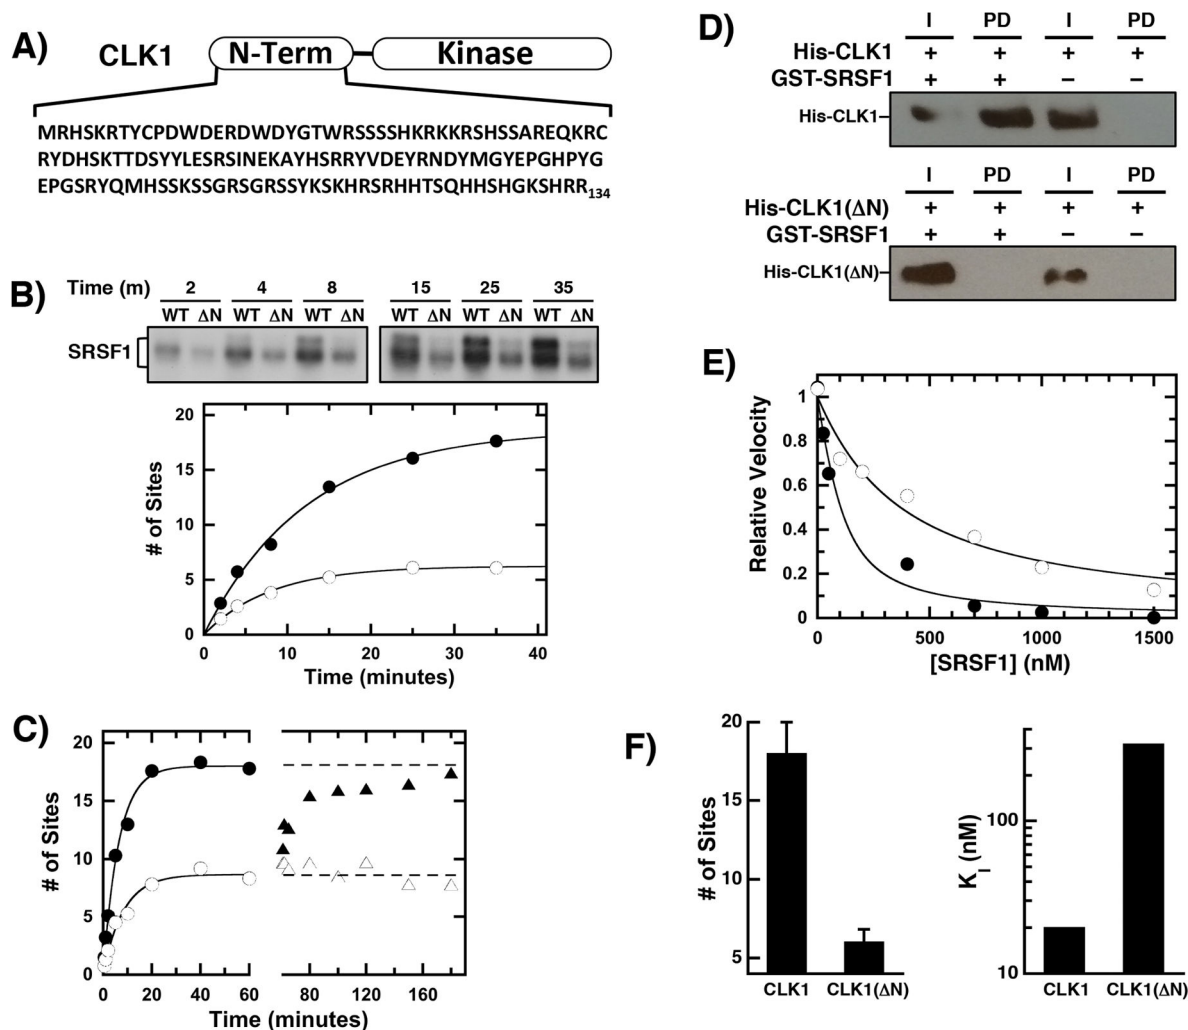 A)
CLK1 N-Term Kinase
MRHSKRTYCPDWDERDWDYGTWRSSSSHKRKKRSHSSAREQKRC
RYDHSKTTDSYYLESRSINEKAYHSRRYVDEYRNDYMGYEPGHPYG
EPGSRYQMHSSKSSGRSGRSSYKSKHRSRHHTSQHHSHGKSHRR134
B)
Time (m) 2 4 8 15 25 35
WT ΔN WT ΔN WT ΔN WT ΔN WT ΔN WT ΔN
SRSF1
20
15
10
5
0
# of Sites
0 10 20 30 40
Time (minutes)
C)
20
15
10
5
0
# of Sites
0 20 40 60 80 120 160
Time (minutes)
D)
I PD I PD
His-CLK1 + + + +
GST-SRSF1 + + – –
His-CLK1
I PD I PD
His-CLK1(ΔN) + + + +
GST-SRSF1 + + – –
His-CLK1(ΔN)
E)
1
0.8
0.6
0.4
0.2
0
Relative Velocity
0 500 1000 1500
[SRSF1] (nM)
F)
20
15
10
5
# of Sites
CLK1 CLK1(ΔN)
100
10
KI (nM)
CLK1 CLK1(ΔN)